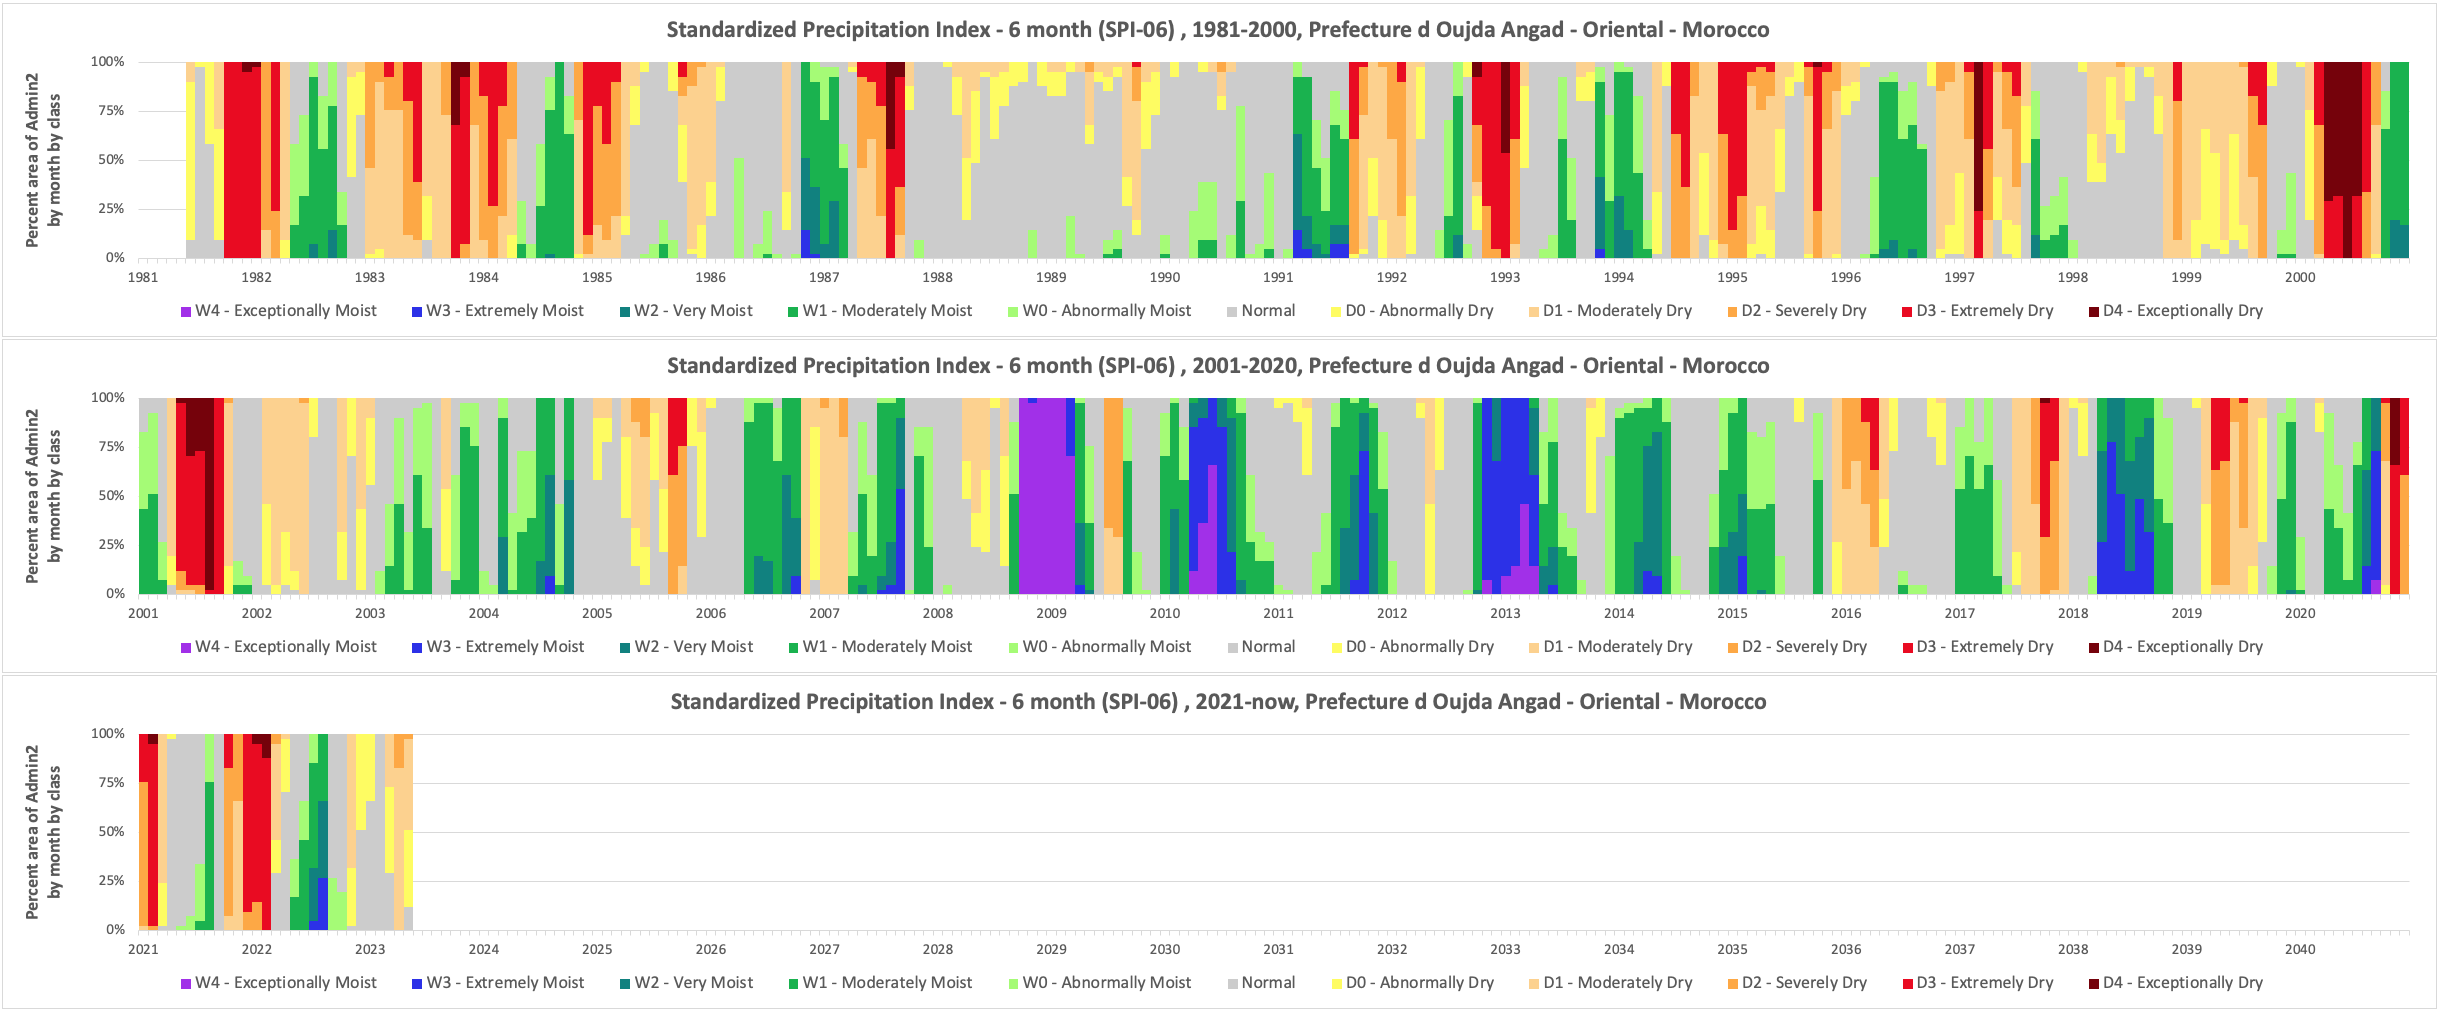 Standardized Precipitation Index - 6 month (SPI-06) , 1981-2000, Prefecture d Oujda Angad - Oriental - Morocco
Percent area of Admin2
by month by class
100%
75%
50%
25%
0%
1981 1982 1983 1984 1985 1986 1987 1988 1989 1990 1991 1992 1993 1994 1995 1996 1997 1998 1999 2000
W4 - Exceptionally Moist W3 - Extremely Moist W2 - Very Moist W1 - Moderately Moist W0 - Abnormally Moist Normal D0 - Abnormally Dry D1 - Moderately Dry D2 - Severely Dry D3 - Extremely Dry D4 - Exceptionally Dry
Standardized Precipitation Index - 6 month (SPI-06) , 2001-2020, Prefecture d Oujda Angad - Oriental - Morocco
Percent area of Admin2
by month by class
100%
75%
50%
25%
0%
2001 2002 2003 2004 2005 2006 2007 2008 2009 2010 2011 2012 2013 2014 2015 2016 2017 2018 2019 2020
W4 - Exceptionally Moist W3 - Extremely Moist W2 - Very Moist W1 - Moderately Moist W0 - Abnormally Moist Normal D0 - Abnormally Dry D1 - Moderately Dry D2 - Severely Dry D3 - Extremely Dry D4 - Exceptionally Dry
Standardized Precipitation Index - 6 month (SPI-06) , 2021-now, Prefecture d Oujda Angad - Oriental - Morocco
Percent area of Admin2
by month by class
100%
75%
50%
25%
0%
2021 2022 2023 2024 2025 2026 2027 2028 2029 2030 2031 2032 2033 2034 2035 2036 2037 2038 2039 2040
W4 - Exceptionally Moist W3 - Extremely Moist W2 - Very Moist W1 - Moderately Moist W0 - Abnormally Moist Normal D0 - Abnormally Dry D1 - Moderately Dry D2 - Severely Dry D3 - Extremely Dry D4 - Exceptionally Dry